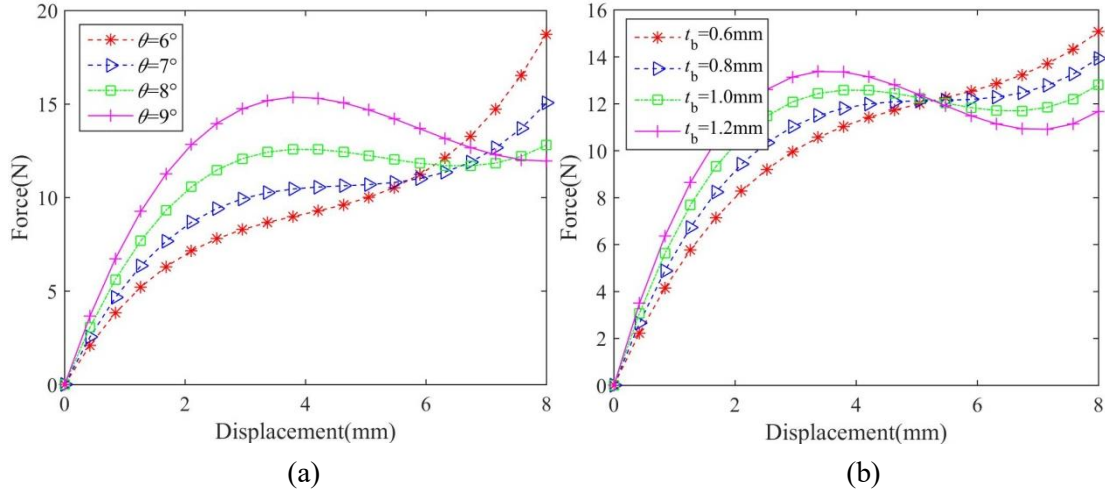 20
15
10
5
0
Force(N)
θ=6°
θ=7°
θ=8°
θ=9°
0 2 4 6 8
Displacement(mm)
(a)
16
14
12
10
8
6
4
2
0
Force(N)
t_b=0.6mm
t_b=0.8mm
t_b=1.0mm
t_b=1.2mm
0 2 4 6 8
Displacement(mm)
(b)